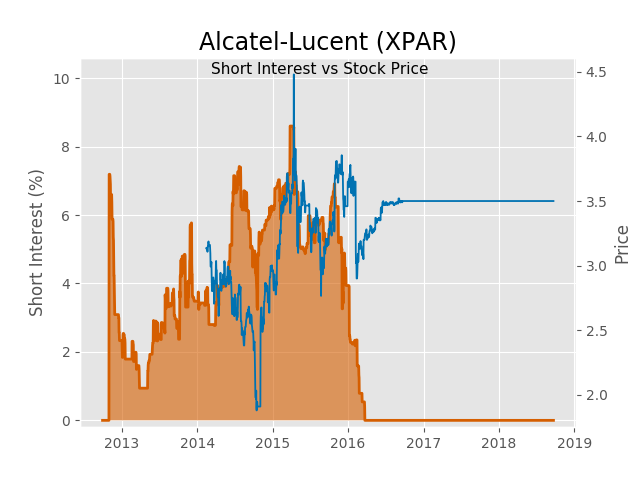 Alcatel-Lucent (XPAR)
Short Interest vs Stock Price
Short Interest (%)
10
8
6
4
2
0
4.5
4.0
3.5
3.0
2.5
2.0
Price
2013 2014 2015 2016 2017 2018 2019